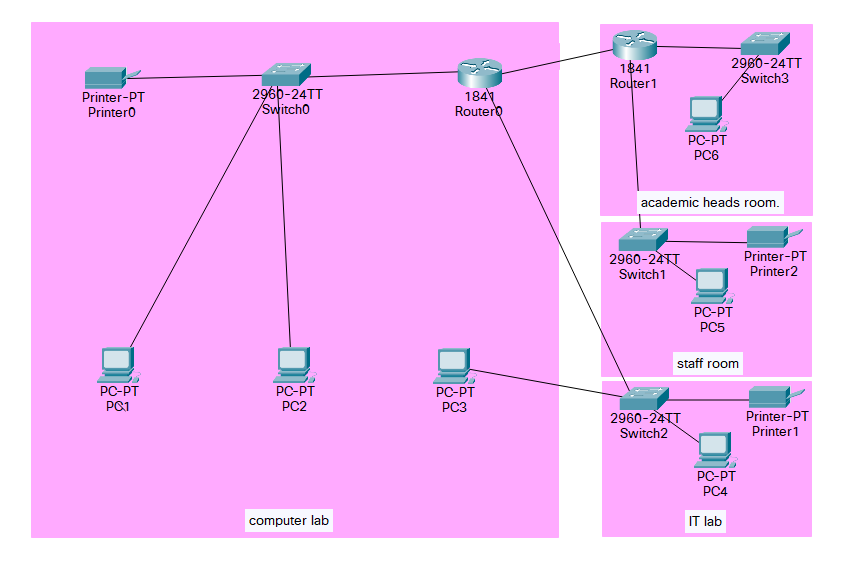 Printer-PT
Printer0
2960-24TT
Switch0
1841
Router0
1841
Router1
2960-24TT
Switch3
PC-PT
PC6
academic heads room.
2960-24TT
Switch1
Printer-PT
Printer2
PC-PT
PC5
staff room
PC-PT
PC1
PC-PT
PC2
PC-PT
PC3
2960-24TT
Switch2
Printer-PT
Printer1
PC-PT
PC4
computer lab
IT lab